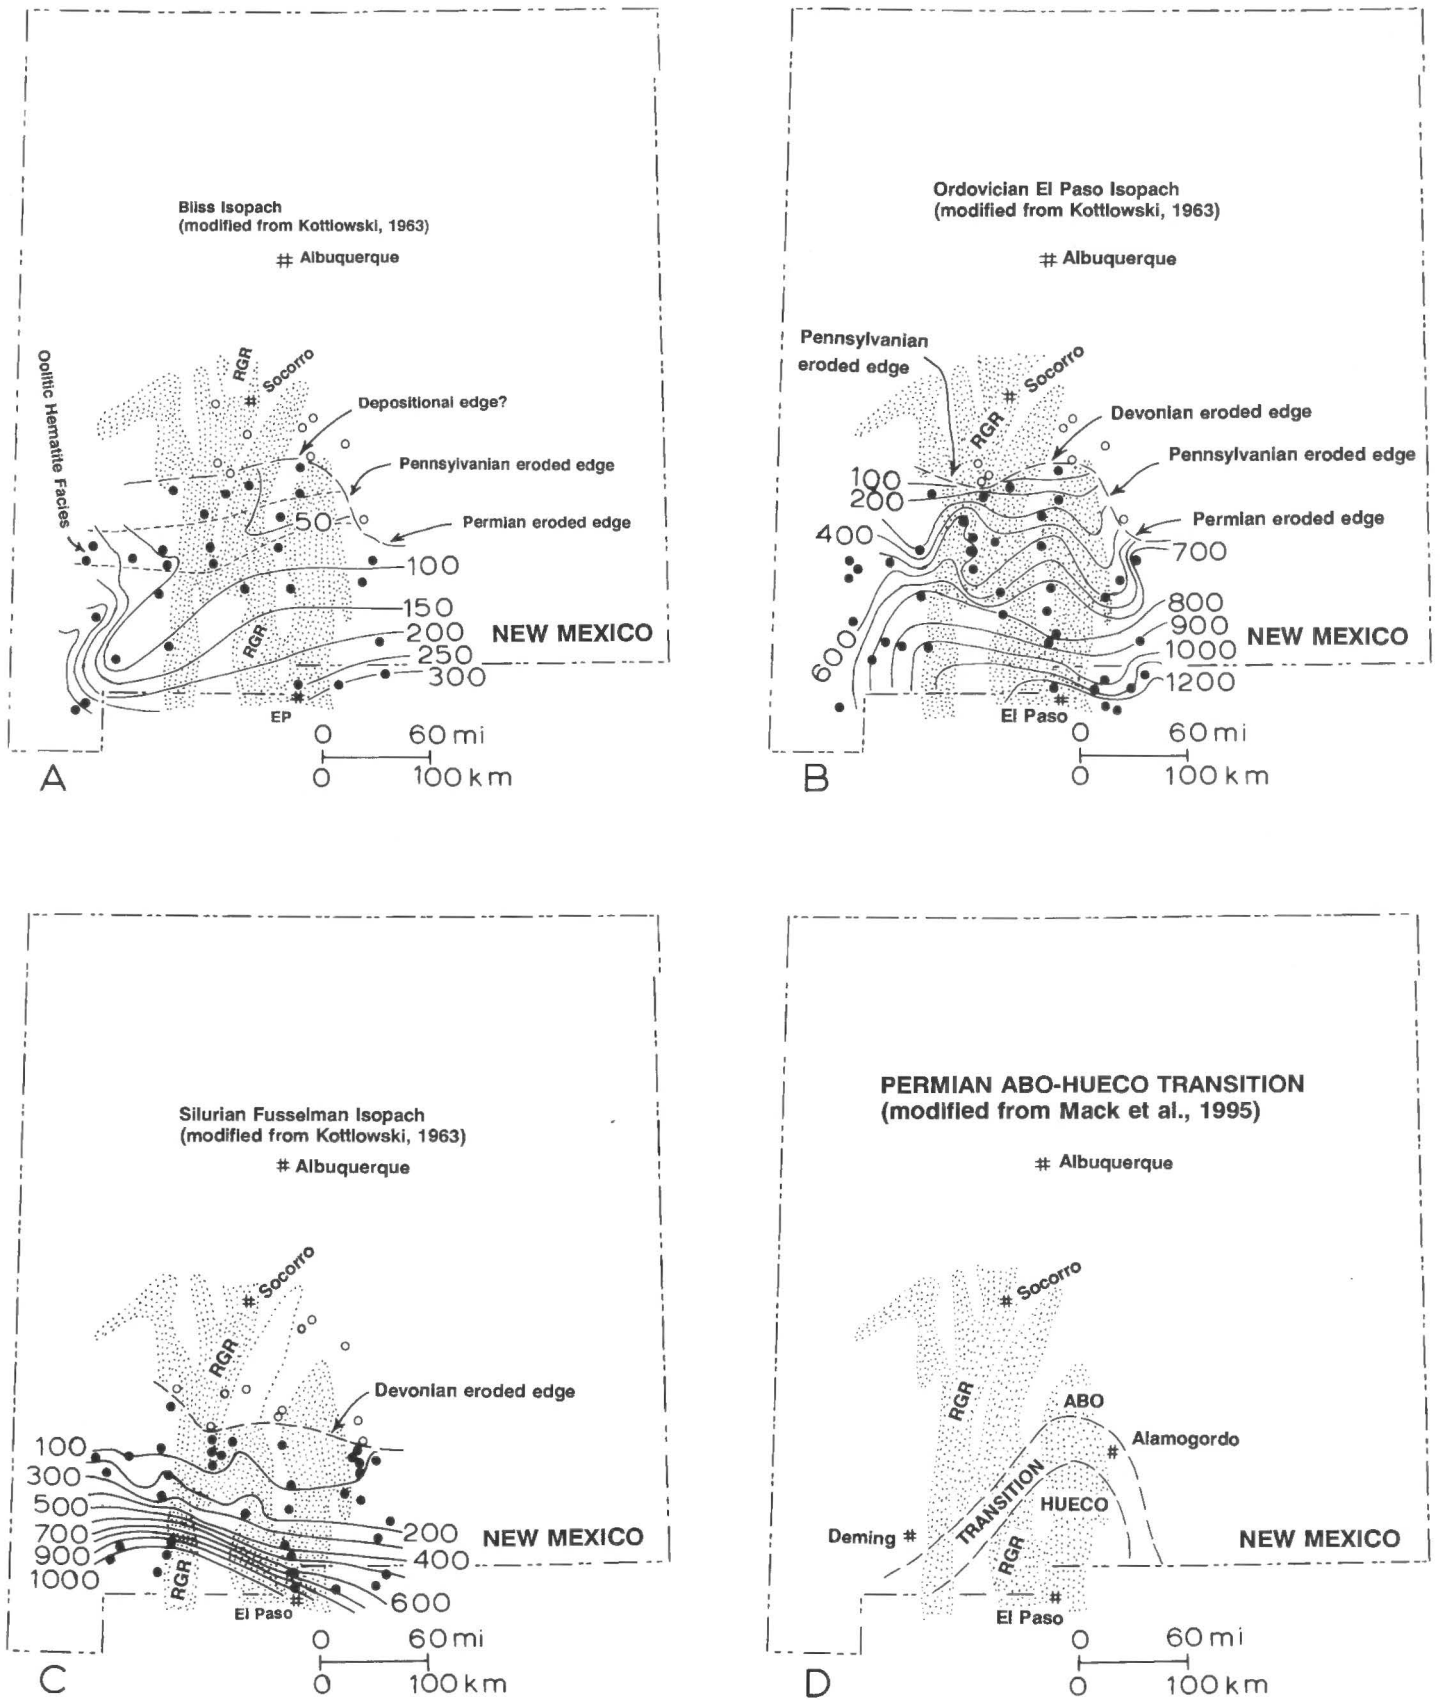 Bliss Isopach
(modified from Kottlowski, 1963)
# Albuquerque
Oolitic Hematite Facies
RGR
Socorro
#
Depositional edge?
Pennsylvanian eroded edge
Permian eroded edge
50
100
150
200
250
300
RGR
NEW MEXICO
#
EP
0 60 mi
0 100 km
A
Ordovician El Paso Isopach
(modified from Kottlowski, 1963)
# Albuquerque
Pennsylvanian
eroded edge
Socorro
#
RGR
Devonian eroded edge
Pennsylvanian eroded edge
Permian eroded edge
100
200
400
600
700
800
900
1000
1200
NEW MEXICO
#
El Paso
0 60 mi
0 100 km
B
Silurian Fusselman Isopach
(modified from Kottlowski, 1963)
# Albuquerque
Socorro
#
RGR
Devonian eroded edge
100
300
500
700
900
1000
200
400
600
NEW MEXICO
RGR
#
El Paso
0 60 mi
0 100 km
C
PERMIAN ABO-HUECO TRANSITION
(modified from Mack et al., 1995)
# Albuquerque
Socorro
#
RGR
ABO
Alamogordo
#
TRANSITION
HUECO
Deming #
RGR
NEW MEXICO
#
El Paso
0 60 mi
0 100 km
D